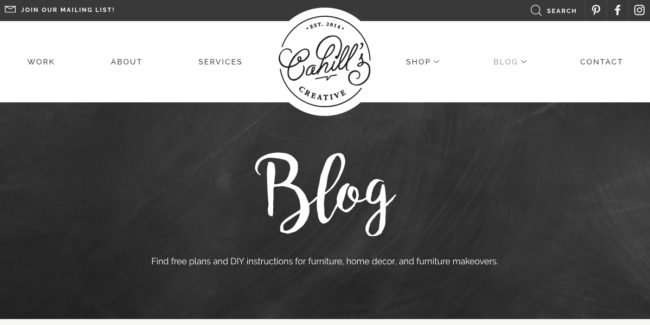 JOIN OUR MAILING LIST!
SEARCH
WORK
ABOUT
SERVICES
• EST. 2014 •
Cahill's
CREATIVE
SHOP
BLOG
CONTACT
Blog
Find free plans and DIY instructions for furniture, home decor, and furniture makeovers.